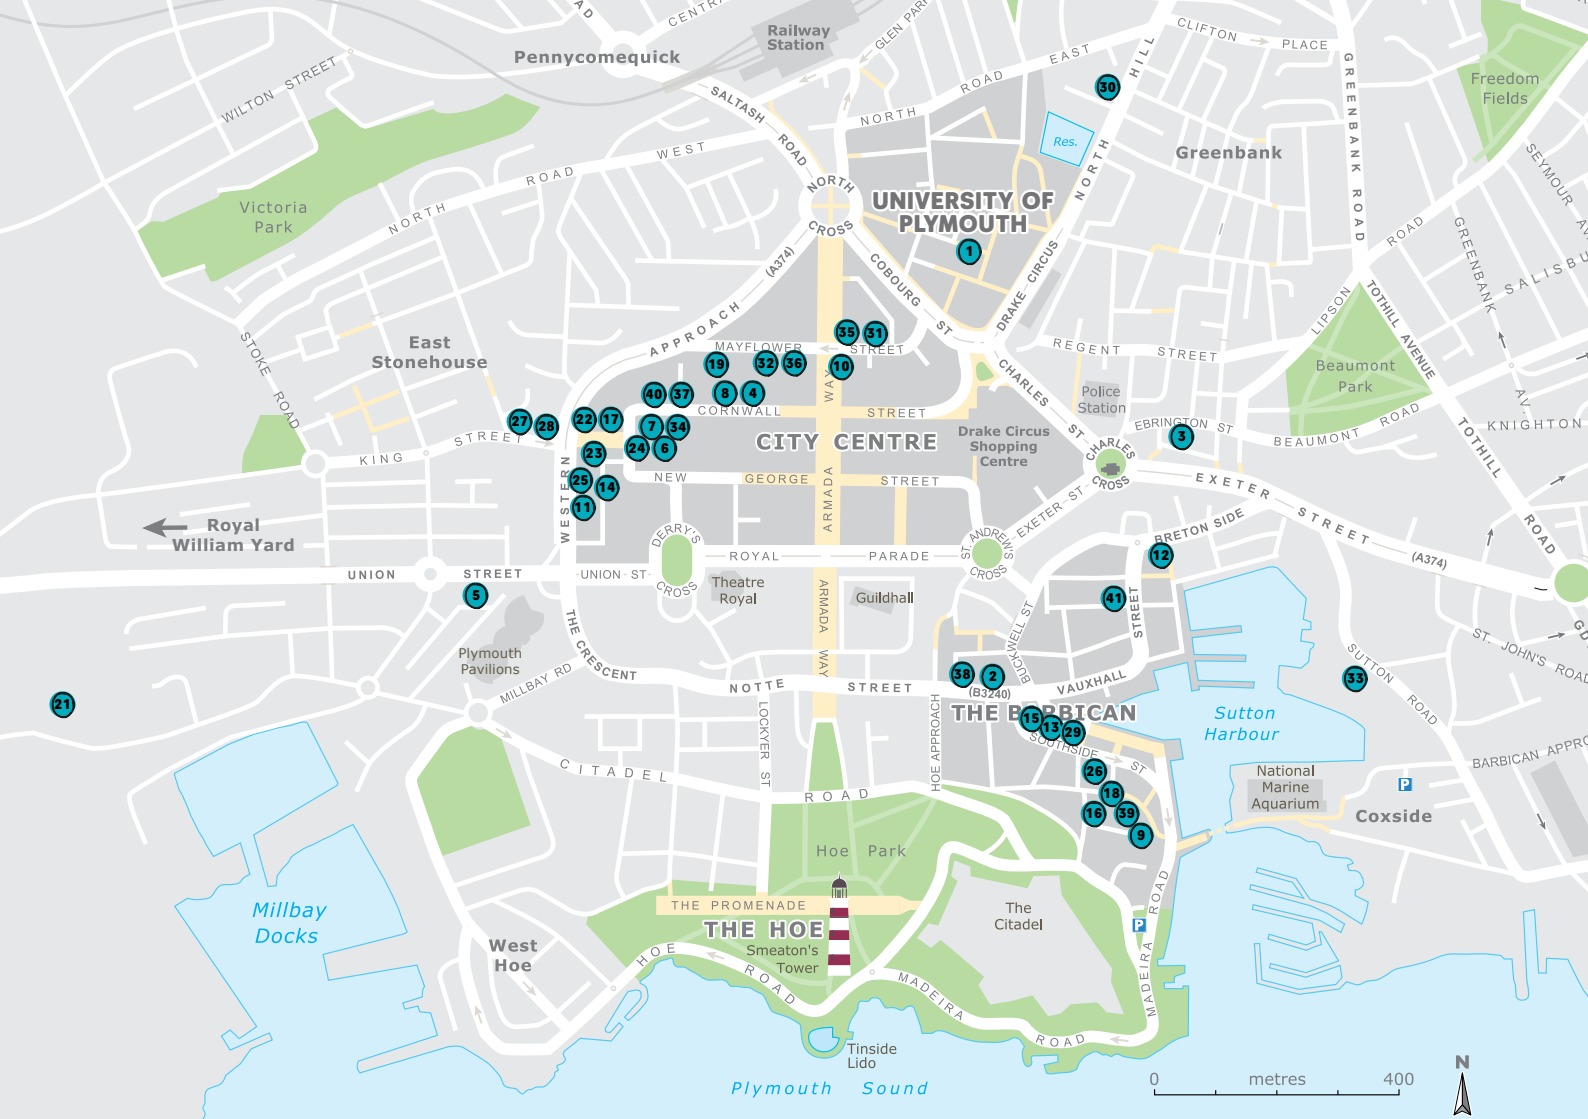 Railway
Station
Pennycomequick
CENTR
AD
GLEN PARK
CLIFTON
PLACE
GREENBANK ROAD
Freedom
Fields
WILTON STREET
SALTASH ROAD
NORTH
ROAD
EAST
HILL
30
Res.
Greenbank
SEYMOUR AV
Victoria
Park
NORTH
ROAD
WEST
NORTH
CROSS
UNIVERSITY OF
PLYMOUTH
1
DRAKE CIRCUS
NORTH
GREENBANK
ROAD
LIPSON
SALISBU
(A374)
COBOURG ST
APPROACH
East
Stonehouse
STOKE ROAD
35
31
MAYFLOWER
STREET
REGENT
STREET
TOTHILL AVENUE
Beaumont
Park
AV.
19
32
36
10
WAY
CHARLES ST
Police
Station
40
37
8
4
CORNWALL
STREET
27
28
22
17
7
34
24
6
CITY CENTRE
Drake Circus
Shopping
Centre
CHARLES
CROSS
EBRINGTON ST
3
BEAUMONT
ROAD
KNIGHTON
TOTHILL
ROAD
KING
STREET
23
25
14
11
WESTERN
NEW
GEORGE
STREET
ARMADA
EXETER ST
EXETER
STREET
(A374)
Royal
William Yard
DERRY'S
CROSS
ROYAL
PARADE
ST. ANDREW'S
CROSS
BRETON SIDE
12
UNION
STREET
UNION ST
5
Theatre
Royal
Guildhall
ARMADA WAY
BUCKWELL ST
41
STREET
GD
ST. JOHN'S ROAD
Plymouth
Pavilions
MILLBAY RD
THE CRESCENT
NOTTE
STREET
38
2
(B3240)
VAUXHALL
SUTTON
ROAD
33
21
THE BARBICAN
15
13
29
SOUTHSIDE
ST
Sutton
Harbour
LOCKYER ST
HOE APPROACH
BARBICAN APPRO
CITADEL
ROAD
26
18
16
39
9
National
Marine
Aquarium
P
Coxside
Hoe Park
Millbay
Docks
THE PROMENADE
THE HOE
Smeaton's
Tower
The
Citadel
P
West
Hoe
HOE
ROAD
MADEIRA
ROAD
MADEIRA
ROAD
Tinside
Lido
Plymouth Sound
N
0
metres
400